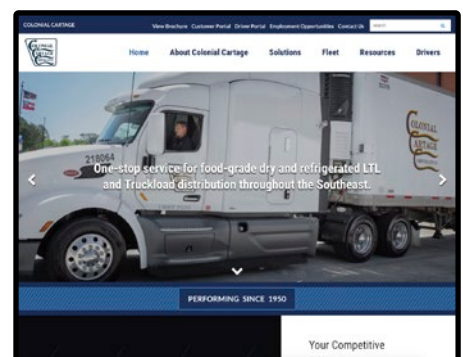 COLONIAL CARTAGE
View Brochure Customer Portal Driver Portal Employment Opportunities Contact Us
Home About Colonial Cartage Solutions Fleet Resources Drivers
218064
COLONIAL
CARTAGE
One-stop service for food-grade dry and refrigerated LTL
and Truckload distribution throughout the Southeast.
PERFORMING SINCE 1950
Your Competitive